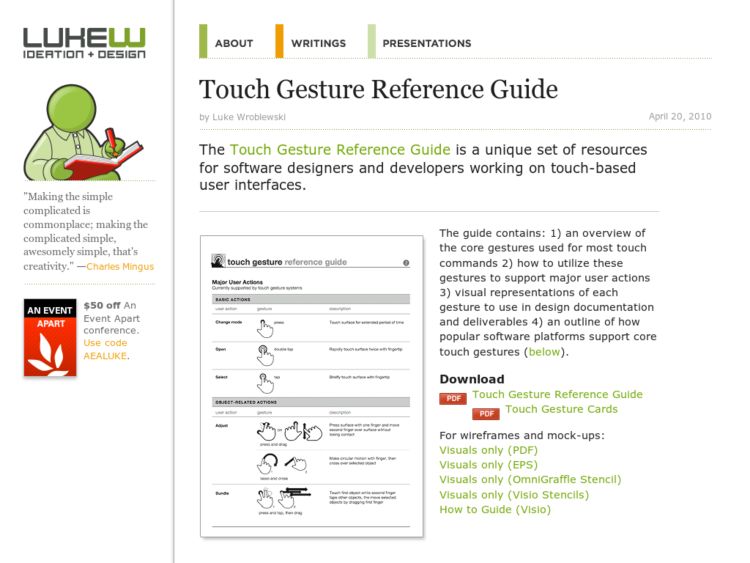 LUKEW
IDEATION + DESIGN
ABOUT
WRITINGS
PRESENTATIONS
Touch Gesture Reference Guide
by Luke Wroblewski
April 20, 2010
The Touch Gesture Reference Guide is a unique set of resources
for software designers and developers working on touch-based
user interfaces.
"Making the simple
complicated is
commonplace; making the
complicated simple,
awesomely simple, that's
creativity." —Charles Mingus
AN EVENT
APART
$50 off An
Event Apart
conference.
Use code
AEALUKE.
touch gesture reference guide
Major User Actions
Currently supported by touch gesture systems
BASIC ACTIONS
user action gesture description
Change mode press Touch surface for extended period of time
Open double tap Rapidly touch surface twice with fingertip
Select tap Briefly touch surface with fingertip
OBJECT-RELATED ACTIONS
user action gesture description
Adjust or Press surface with one finger and move
second finger over surface without
losing contact
press and drag
Make circular motion with finger, then
cross over selected object
lasso and cross
Bundle Touch first object while second finger
taps other objects, the move selected
objects by dragging first finger
press and tap, then drag
The guide contains: 1) an overview of
the core gestures used for most touch
commands 2) how to utilize these
gestures to support major user actions
3) visual representations of each
gesture to use in design documentation
and deliverables 4) an outline of how
popular software platforms support core
touch gestures (below).
Download
PDF Touch Gesture Reference Guide
PDF Touch Gesture Cards
For wireframes and mock-ups:
Visuals only (PDF)
Visuals only (EPS)
Visuals only (OmniGraffle Stencil)
Visuals only (Visio Stencils)
How to Guide (Visio)